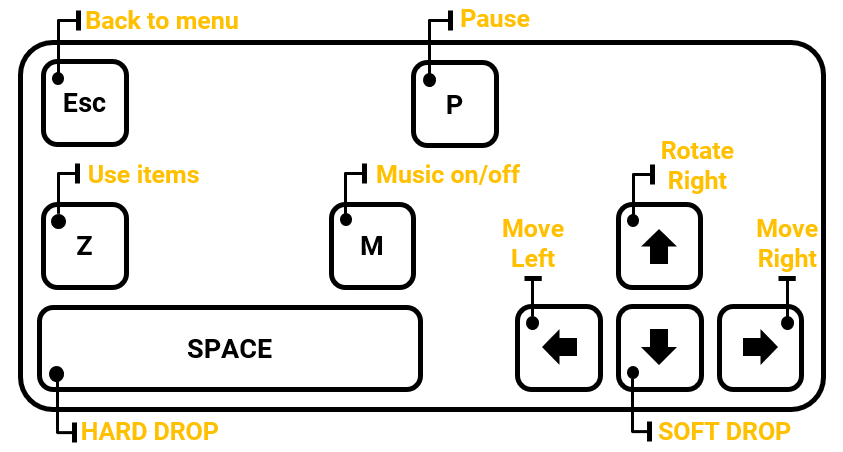 Back to menu
Pause
Esc
P
Use items
Music on/off
Rotate
Right
Z
M
Move
Left
Move
Right
SPACE
HARD DROP
SOFT DROP